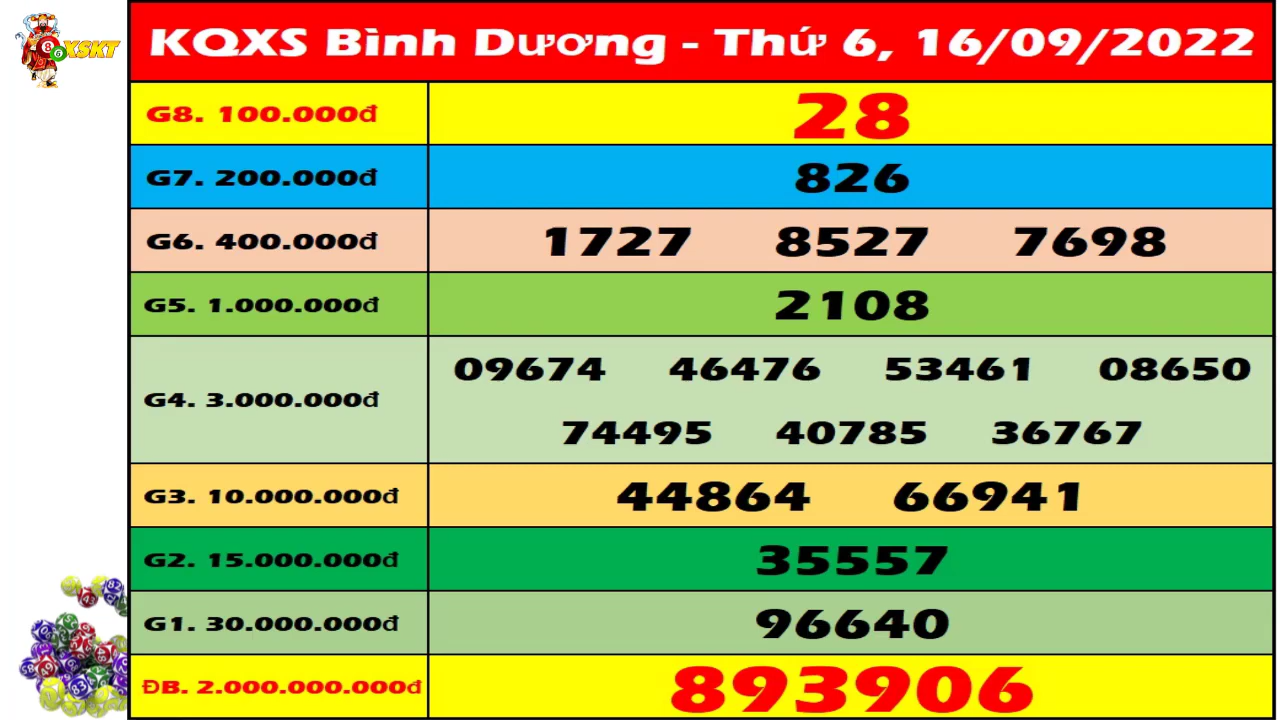 86 XSKT
KQXS Bình Dương - Thứ 6, 16/09/2022
G8. 100.000đ 28
G7. 200.000đ 826
G6. 400.000đ 1727 8527 7698
G5. 1.000.000đ 2108
G4. 3.000.000đ 09674 46476 53461 08650
74495 40785 36767
G3. 10.000.000đ 44864 66941
G2. 15.000.000đ 35557
G1. 30.000.000đ 96640
ĐB. 2.000.000.000đ 893906